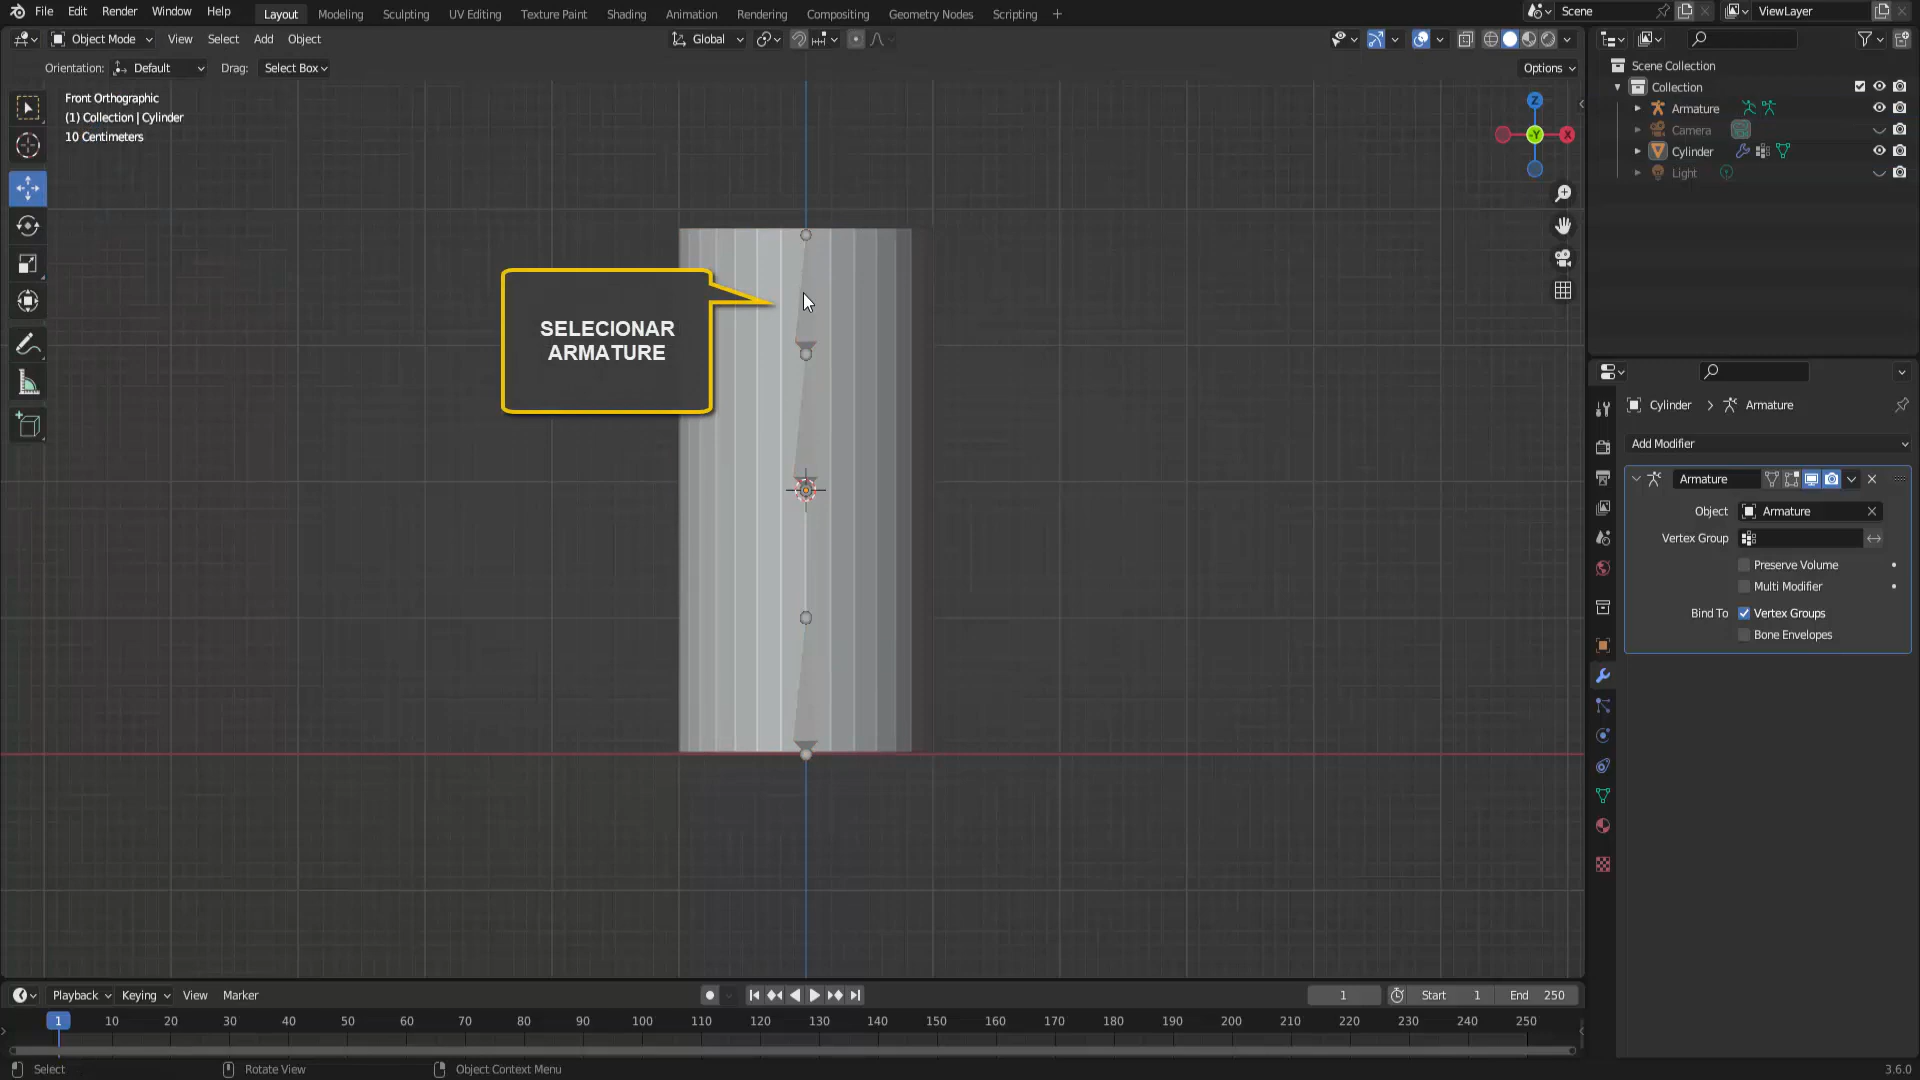 File Edit Render Window Help Layout Modeling Sculpting UV Editing Texture Paint Shading Animation Rendering Compositing Geometry Nodes Scripting + Scene ViewLayer
Object Mode View Select Add Object Global
Orientation: Default Drag: Select Box Options
Front Orthographic
(1) Collection | Cylinder
10 Centimeters
Z
-Y
X
SELECIONAR
ARMATURE
Scene Collection
Collection
Armature
Camera
Cylinder
Light
Cylinder > Armature
Add Modifier
Armature
Object Armature
Vertex Group
Preserve Volume
Multi Modifier
Bind To Vertex Groups
Bone Envelopes
Playback Keying View Marker 1 Start 1 End 250
1 10 20 30 40 50 60 70 80 90 100 110 120 130 140 150 160 170 180 190 200 210 220 230 240 250
Select Rotate View Object Context Menu 3.6.0